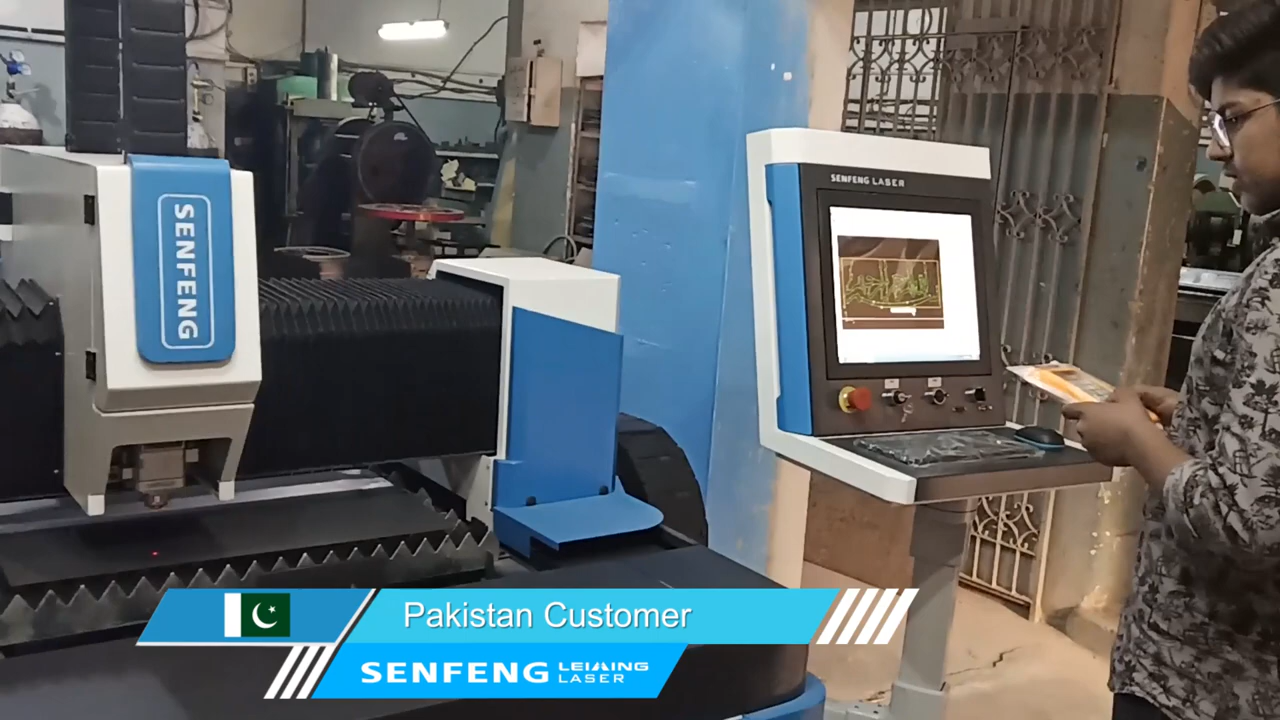 SENFENG
SENFENG LASER
Pakistan Customer
SENFENG LEIMING
LASER